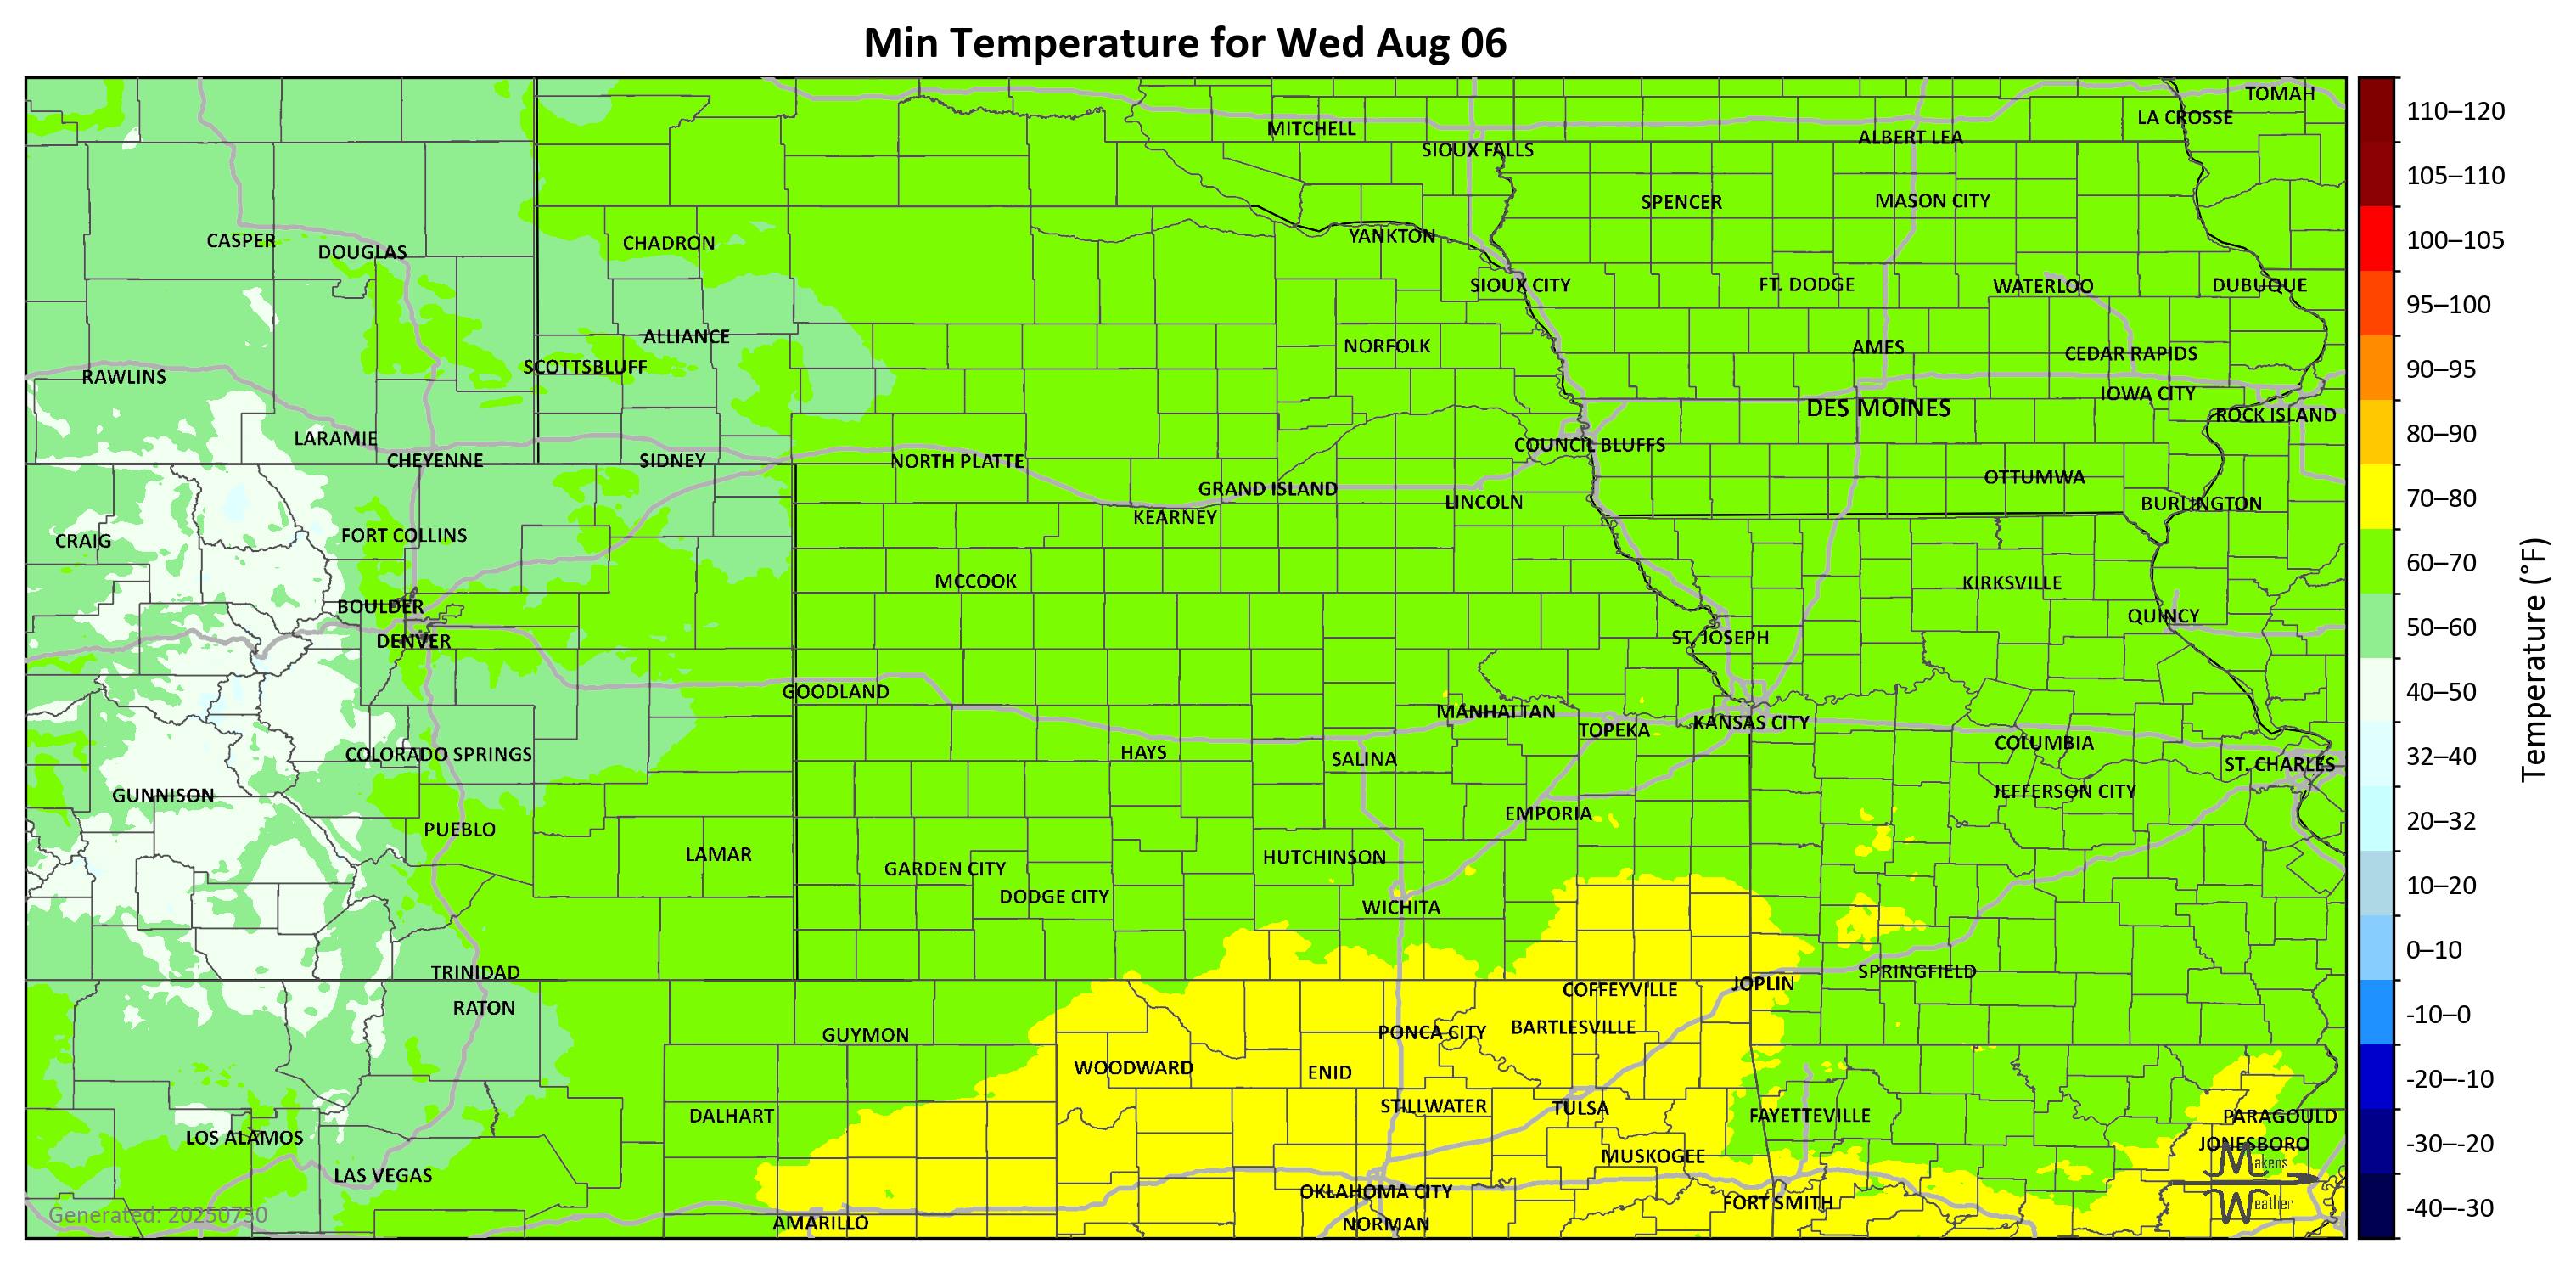 Min Temperature for Wed Aug 06
TOMAH
LA CROSSE
MITCHELL
ALBERT LEA
SIOUX FALLS
SPENCER
MASON CITY
CASPER
DOUGLAS
CHADRON
YANKTON
SIOUX CITY
FT. DODGE
WATERLOO
DUBUQUE
ALLIANCE
NORFOLK
AMES
CEDAR RAPIDS
SCOTTSBLUFF
RAWLINS
IOWA CITY
DES MOINES
ROCK ISLAND
LARAMIE
COUNCIL BLUFFS
CHEYENNE
SIDNEY
NORTH PLATTE
OTTUMWA
GRAND ISLAND
LINCOLN
BURLINGTON
KEARNEY
FORT COLLINS
CRAIG
MCCOOK
KIRKSVILLE
BOULDER
QUINCY
DENVER
ST. JOSEPH
GOODLAND
MANHATTAN
TOPEKA
KANSAS CITY
COLUMBIA
COLORADO SPRINGS
HAYS
SALINA
ST. CHARLES
GUNNISON
JEFFERSON CITY
EMPORIA
PUEBLO
LAMAR
HUTCHINSON
GARDEN CITY
DODGE CITY
WICHITA
TRINIDAD
SPRINGFIELD
JOPLIN
COFFEYVILLE
RATON
GUYMON
PONCA CITY
BARTLESVILLE
WOODWARD
ENID
STILLWATER
TULSA
DALHART
FAYETTEVILLE
PARAGOULD
LOS ALAMOS
JONESBORO
MUSKOGEE
LAS VEGAS
OKLAHOMA CITY
FORT SMITH
AMARILLO
NORMAN
Makens
Weather
Generated: 20250730
110–120
105–110
100–105
95–100
90–95
80–90
70–80
60–70
50–60
40–50
32–40
20–32
10–20
0–10
-10–0
-20–-10
-30–-20
-40–-30
Temperature (°F)